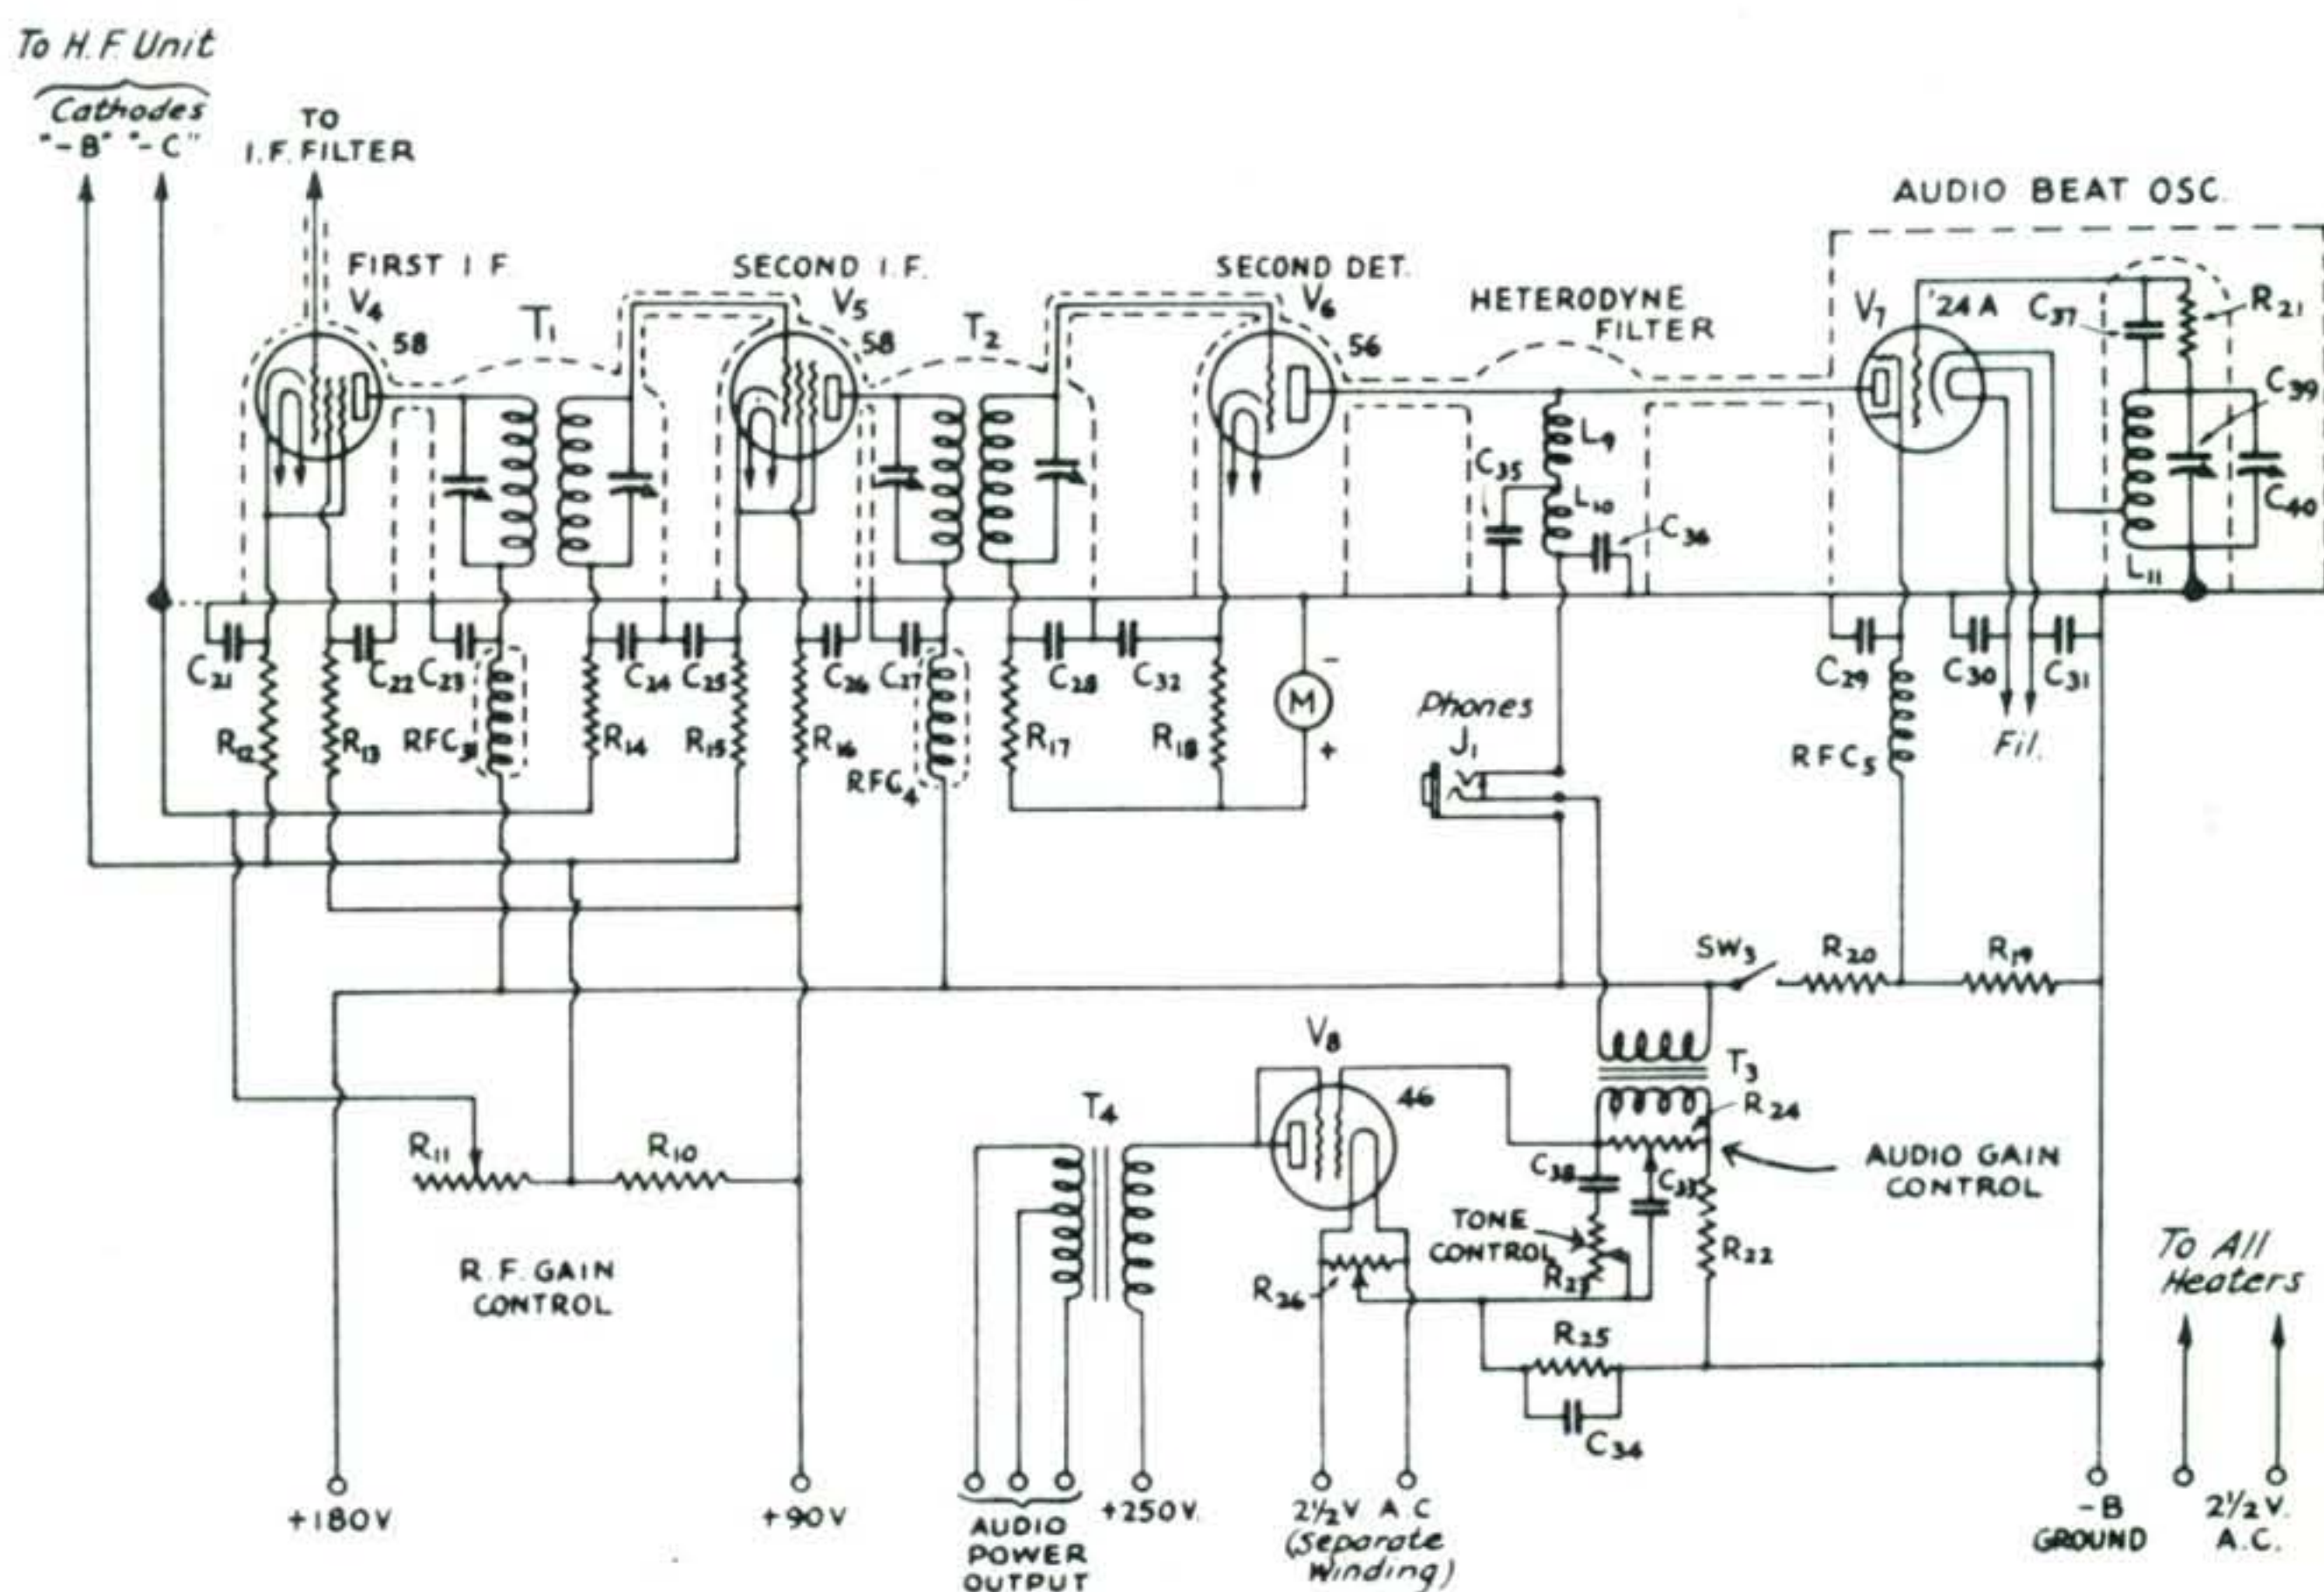 To H.F Unit
Cathodes
"-B" "-C"
TO
I.F. FILTER
AUDIO BEAT OSC.
FIRST I F
V4
58
T1
SECOND I.F.
V5
58
T2
SECOND DET.
V6
56
HETERODYNE
FILTER
V7
'24A
C37
R21
C39
C40
L11
L9
C35
L10
C36
C21
C22
C23
C24
C25
C26
C27
C28
C32
C29
C30
C31
R12
R13
RFC3
R14
R15
R16
RFC4
R17
R18
M
-
+
Phones
J1
RFC5
Fil.
SW3
R20
R19
V8
46
T3
R24
T4
R11
R10
AUDIO GAIN
CONTROL
C38
C33
TONE
CONTROL
R23
R22
R26
R25
C34
R.F. GAIN
CONTROL
To All
Heaters
+180V
+90V
AUDIO
POWER
OUTPUT
+250V.
2½V A.C
(Separate
Winding)
-B
GROUND
2½V.
A.C.